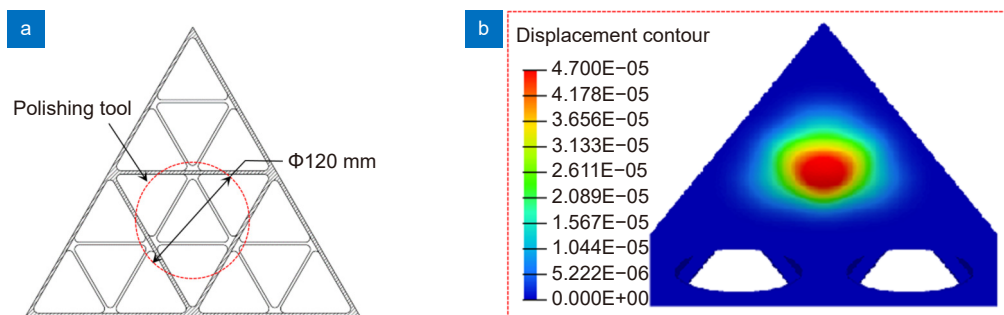 a
Polishing tool
Φ120 mm
b
Displacement contour
4.700E−05
4.178E−05
3.656E−05
3.133E−05
2.611E−05
2.089E−05
1.567E−05
1.044E−05
5.222E−06
0.000E+00